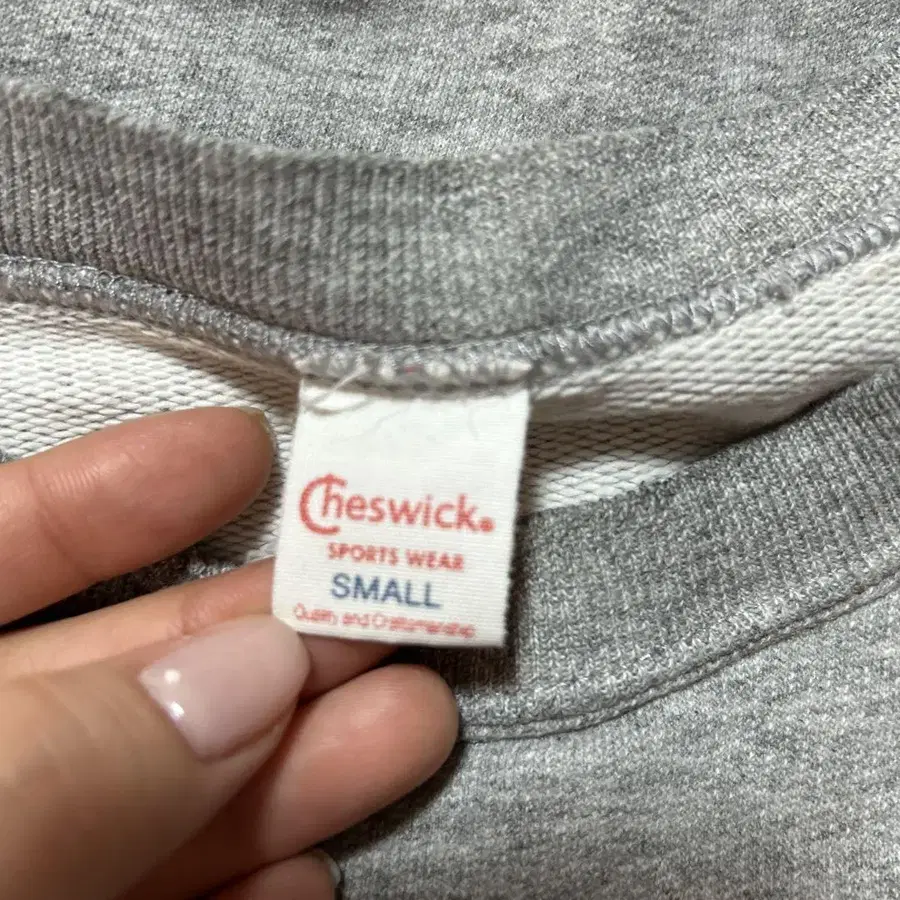 Cheswick
SPORTS WEAR
SMALL
Quality and Craftsmanship